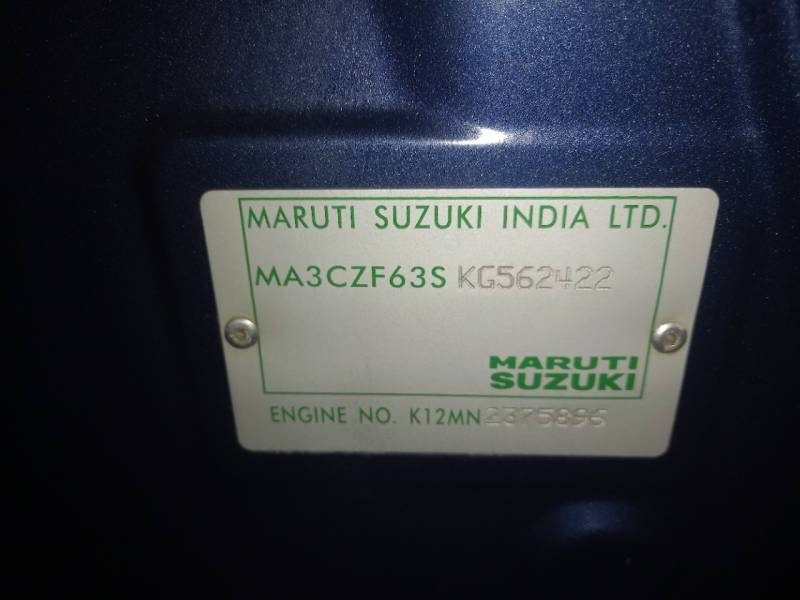 MARUTI SUZUKI INDIA LTD.
MA3CZF63S KG562422
MARUTI
SUZUKI
ENGINE NO. K12MN 2375896